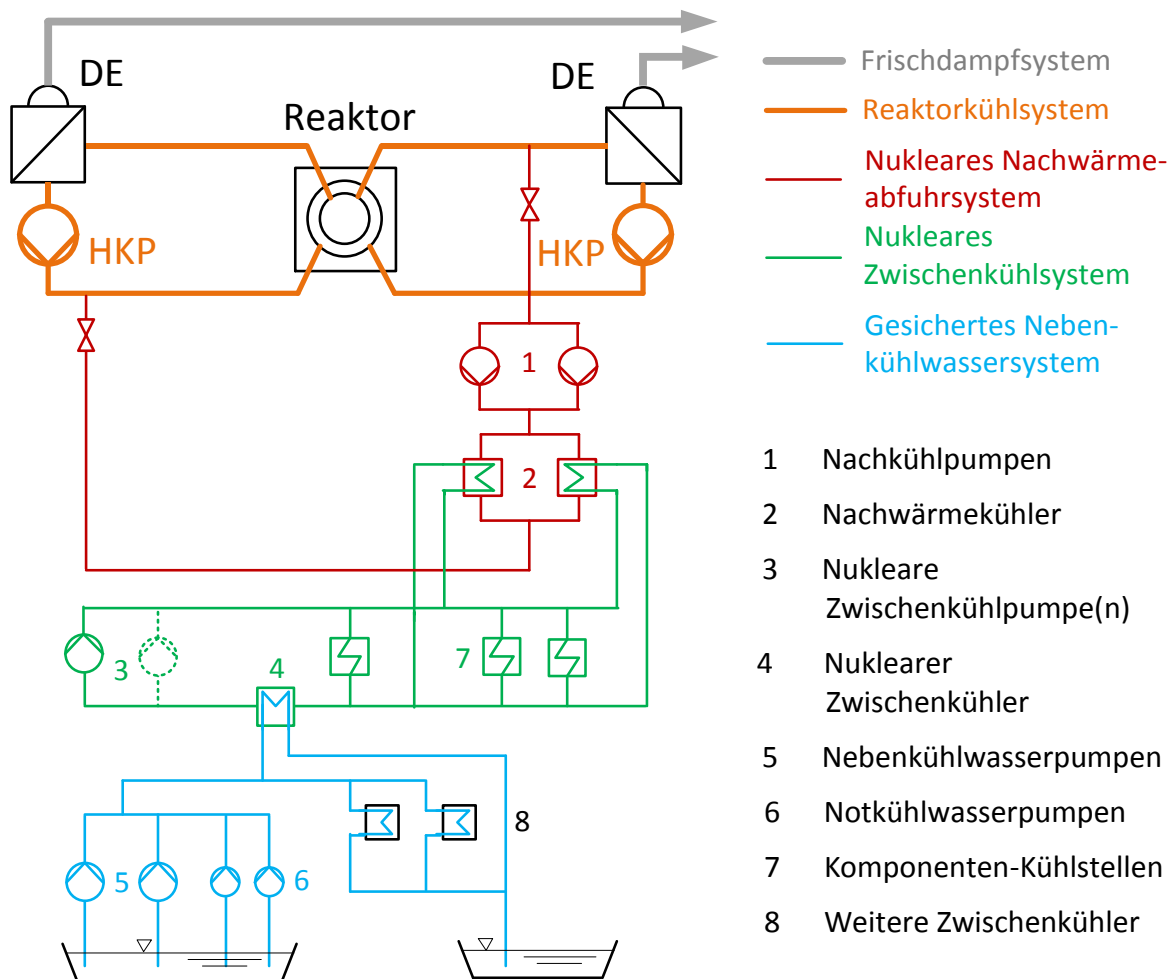 DE
DE
Reaktor
HKP
HKP
1
2
3
4
7
5
6
8
Frischdampfsystem
Reaktorkühlsystem
Nukleares Nachwärme-
abfuhrsystem
Nukleares
Zwischenkühlsystem
Gesichertes Neben-
kühlwassersystem
1 Nachkühlpumpen
2 Nachwärmekühler
3 Nukleare
Zwischenkühlpumpe(n)
4 Nuklearer
Zwischenkühler
5 Nebenkühlwasserpumpen
6 Notkühlwasserpumpen
7 Komponenten-Kühlstellen
8 Weitere Zwischenkühler